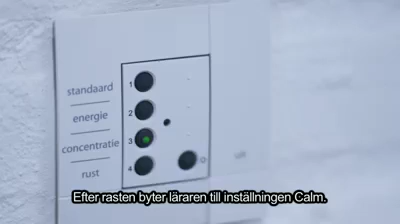 standaard 1
energie 2
concentratie 3
rust 4
Efter rasten byter läraren till inställningen Calm.